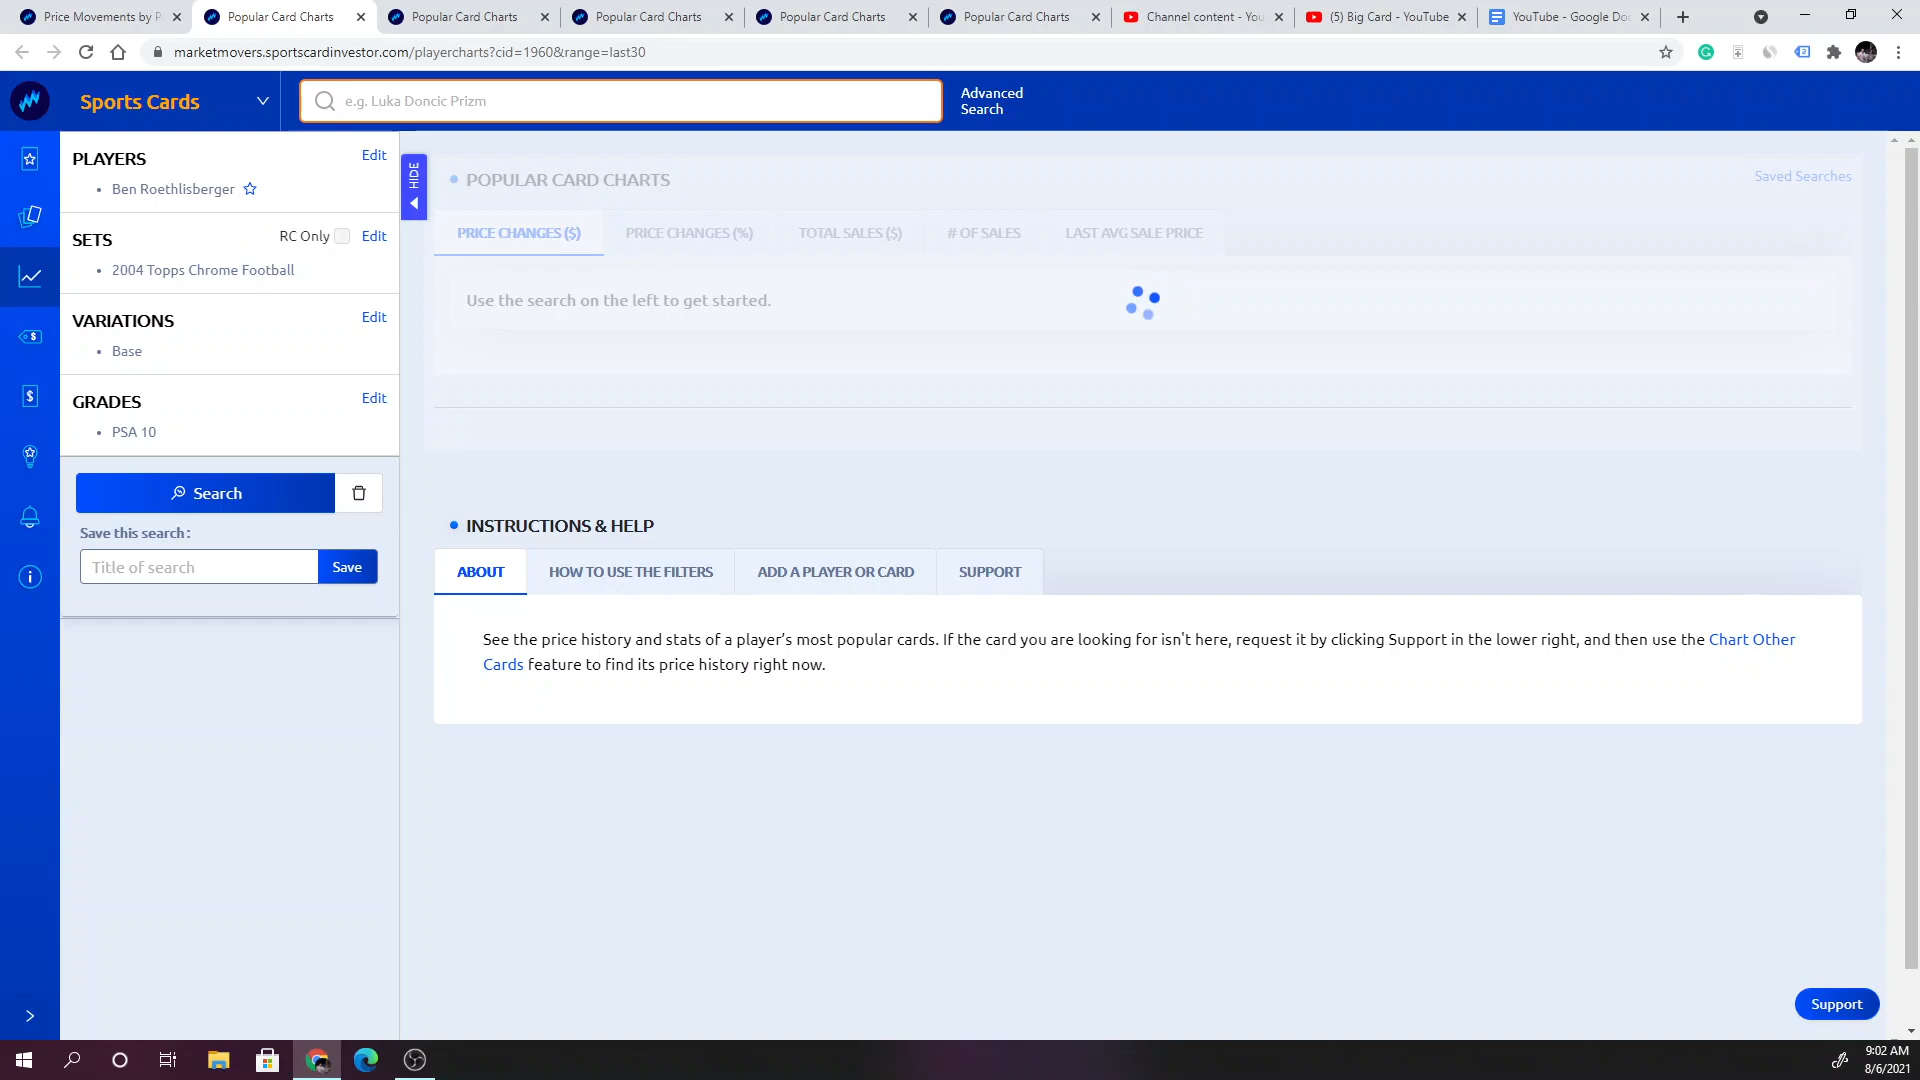 Price Movements by P
Popular Card Charts
Popular Card Charts
Popular Card Charts
Popular Card Charts
Popular Card Charts
Channel content - You
(5) Big Card - YouTube
YouTube - Google Do
marketmovers.sportscardinvestor.com/playercharts?cid=1960&range=last30
Sports Cards
e.g. Luka Doncic Prizm
Advanced
Search
PLAYERS
Edit
• Ben Roethlisberger
SETS
RC Only
Edit
• 2004 Topps Chrome Football
VARIATIONS
Edit
• Base
GRADES
Edit
• PSA 10
Search
Save this search:
Title of search
Save
HIDE
• POPULAR CARD CHARTS
Saved Searches
PRICE CHANGES ($)
PRICE CHANGES (%)
TOTAL SALES ($)
# OF SALES
LAST AVG SALE PRICE
Use the search on the left to get started.
• INSTRUCTIONS & HELP
ABOUT
HOW TO USE THE FILTERS
ADD A PLAYER OR CARD
SUPPORT
See the price history and stats of a player’s most popular cards. If the card you are looking for isn't here, request it by clicking Support in the lower right, and then use the Chart Other
Cards feature to find its price history right now.
Support
9:02 AM
8/6/2021